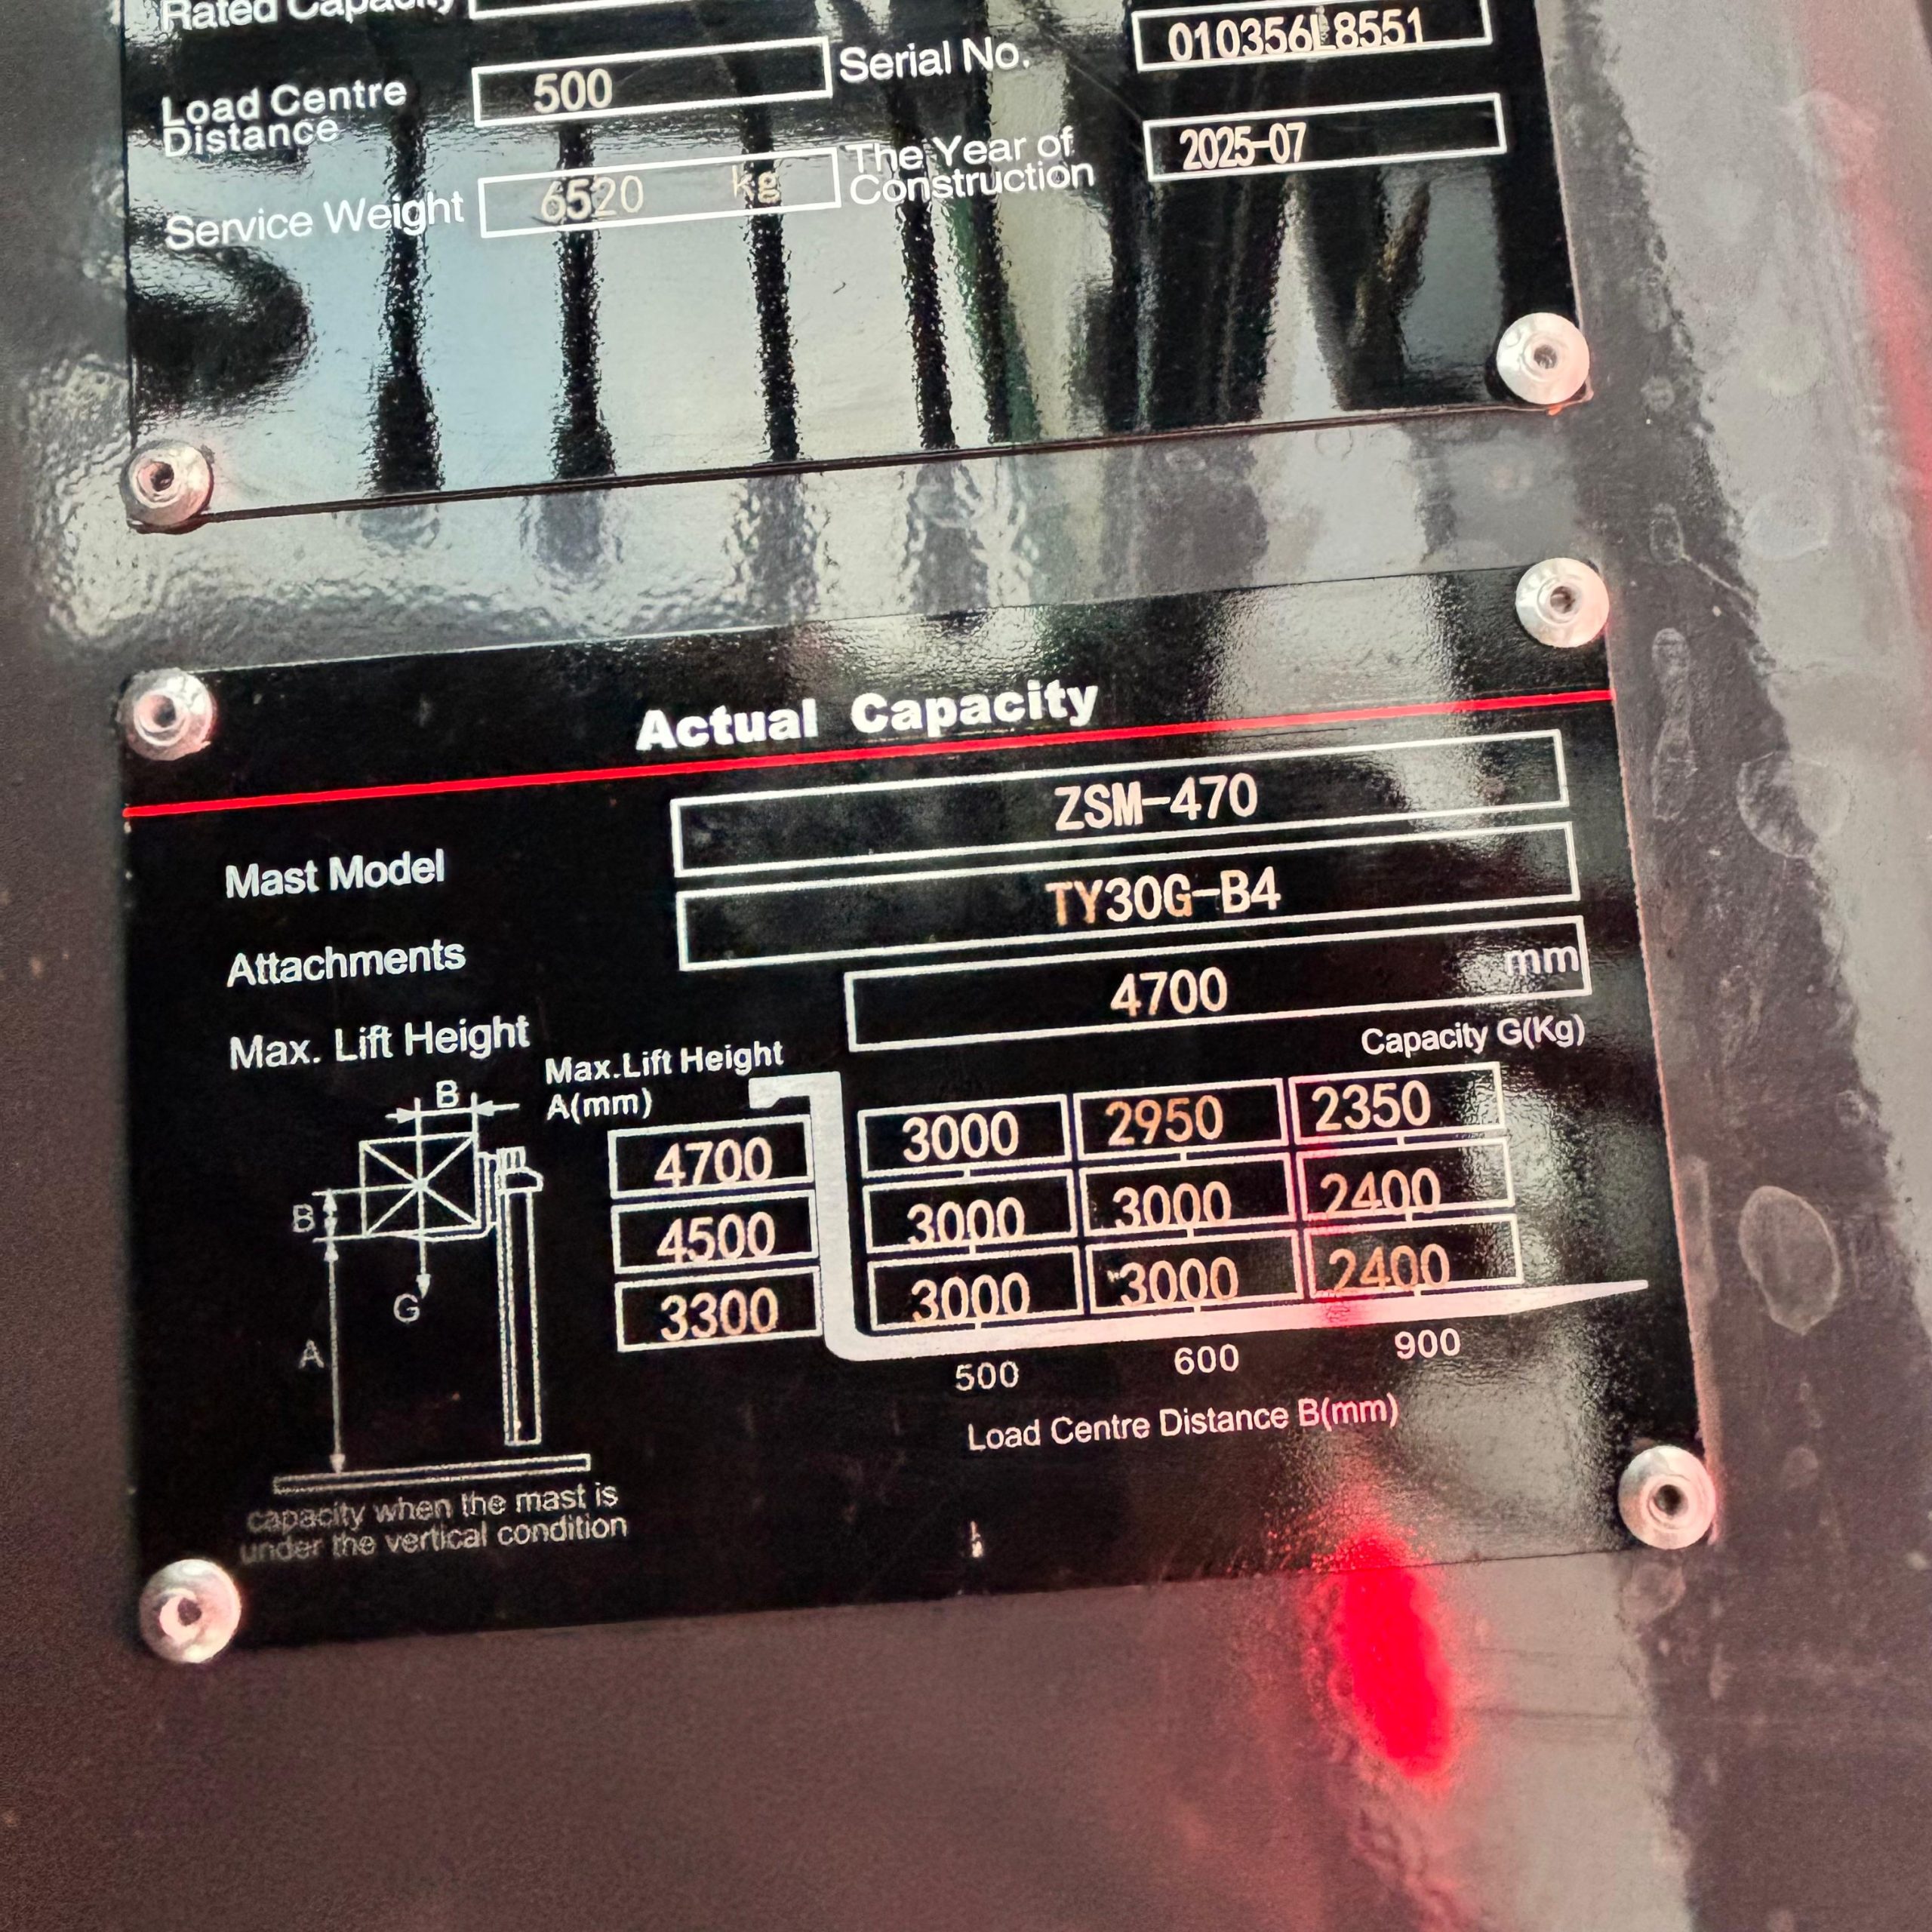 Rated Capacity
Serial No. 010356L8551
Load Centre Distance 500
The Year of Construction 2025-07
Service Weight 6520 kg
Actual Capacity
Mast Model ZSM-470
Attachments TY30G-B4
Max. Lift Height 4700 mm
Capacity G(Kg)
Max.Lift Height
A(mm)
4700 3000 2950 2350
4500 3000 3000 2400
3300 3000 3000 2400
500 600 900
Load Centre Distance B(mm)
B
B
G
A
capacity when the mast is
under the vertical condition